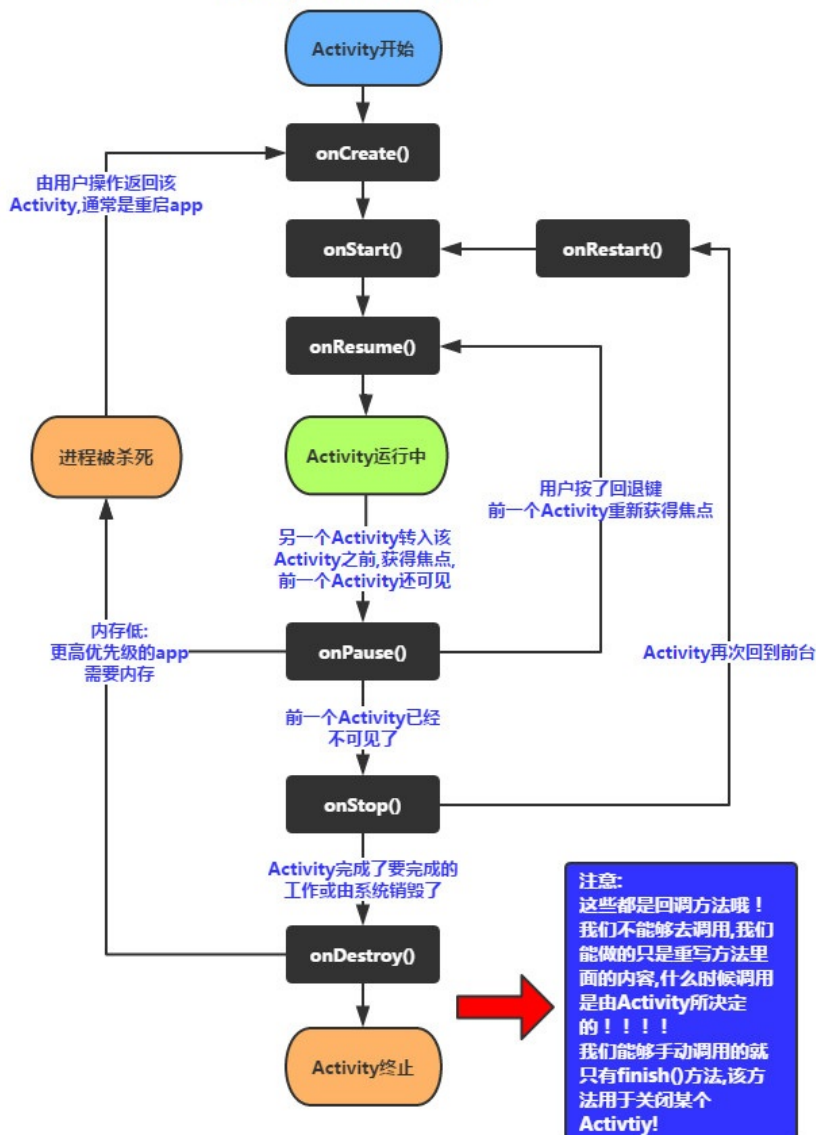 Activity开始
onCreate()
由用户操作返回该
Activity,通常是重启app
onStart()
onRestart()
onResume()
进程被杀死
Activity运行中
用户按了回退键
前一个Activity重新获得焦点
另一个Activity转入该
Activity之前,获得焦点,
前一个Activity还可见
内存低:
更高优先级的app
需要内存
onPause()
Activity再次回到前台
前一个Activity已经
不可见了
onStop()
Activity完成了要完成的
工作或由系统销毁了
onDestroy()
Activity终止
注意:
这些都是回调方法哦！
我们不能够去调用,我们
能做的只是重写方法里
面的内容,什么时候调用
是由Activity所决定
的！！！！
我们能够手动调用的就
只有finish()方法,该方
法用于关闭某个
Activtiy!